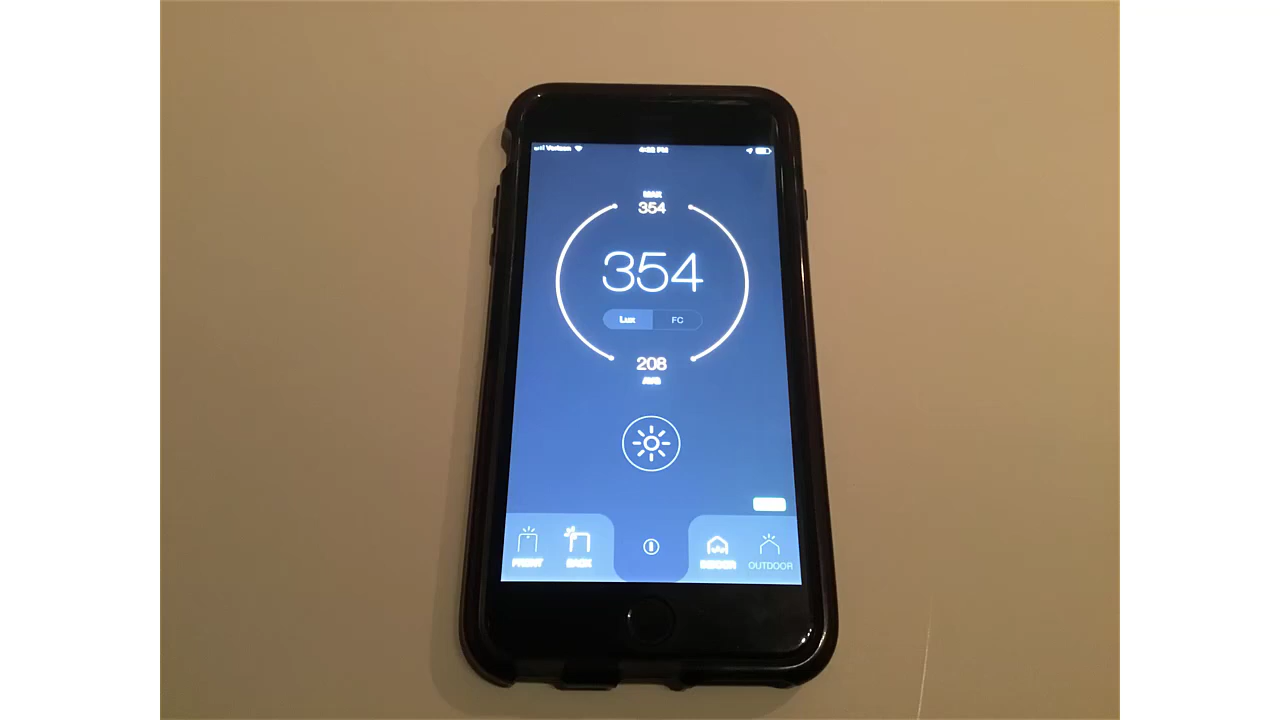 Verizon
MAX
354
354
Lux FC
208
AVG
FRONT BACK INDOOR OUTDOOR